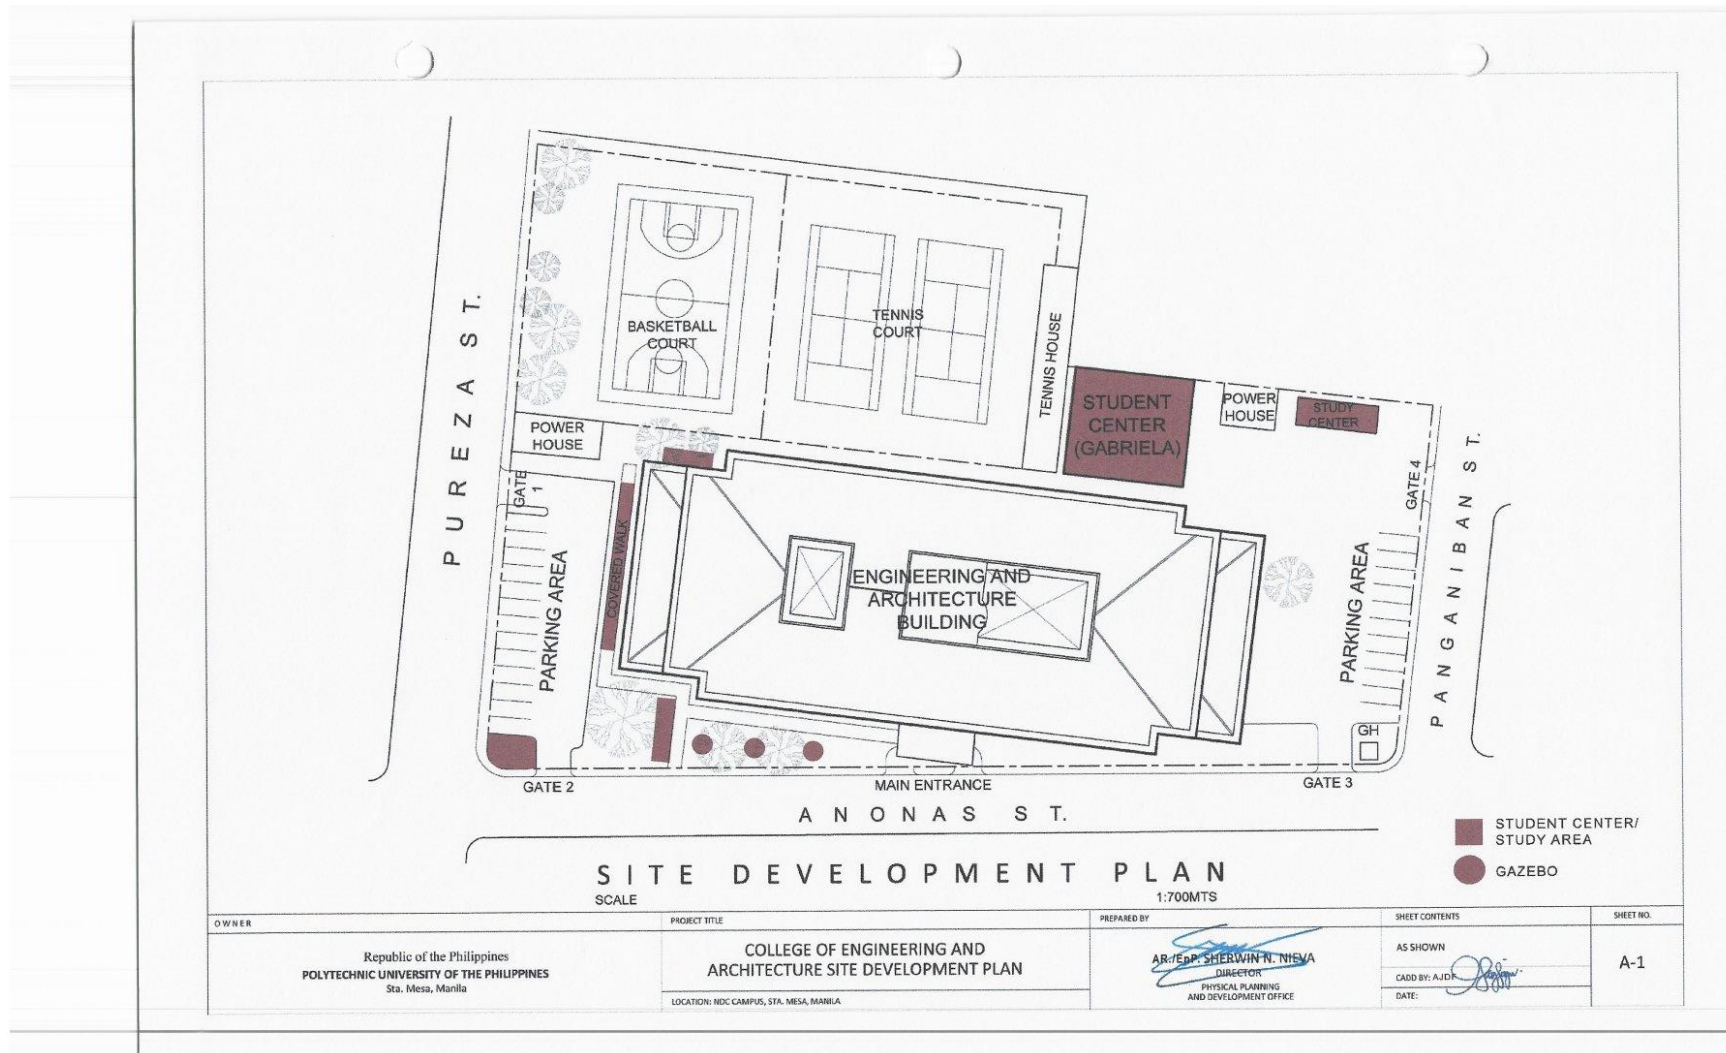 PUREZA ST.
BASKETBALL
COURT
TENNIS
COURT
TENNIS HOUSE
STUDENT
CENTER
(GABRIELA)
POWER
HOUSE
STUDY
CENTER
POWER
HOUSE
GATE
1
GATE 4
PANGANIBAN ST.
COVERED WALK
PARKING AREA
ENGINEERING AND
ARCHITECTURE
BUILDING
PARKING AREA
GH
GATE 2
MAIN ENTRANCE
GATE 3
ANONAS ST.
STUDENT CENTER/
STUDY AREA
GAZEBO
SITE DEVELOPMENT PLAN
SCALE
1:700MTS
OWNER
Republic of the Philippines
POLYTECHNIC UNIVERSITY OF THE PHILIPPINES
Sta. Mesa, Manila
PROJECT TITLE
COLLEGE OF ENGINEERING AND
ARCHITECTURE SITE DEVELOPMENT PLAN
LOCATION: NDC CAMPUS, STA. MESA, MANILA
PREPARED BY
AR./EnP. SHERWIN N. NIEVA
DIRECTOR
PHYSICAL PLANNING
AND DEVELOPMENT OFFICE
SHEET CONTENTS
AS SHOWN
CADD BY: AJDF
DATE:
SHEET NO.
A-1